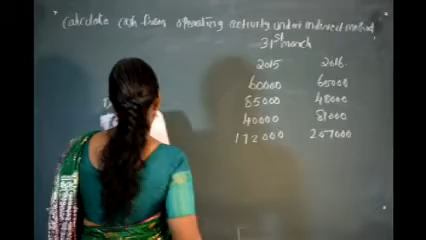 Calculate cash from operating activity under indirect method
31st march
2015 2016
60000 65000
85000 48000
40000 81000
172000 207000